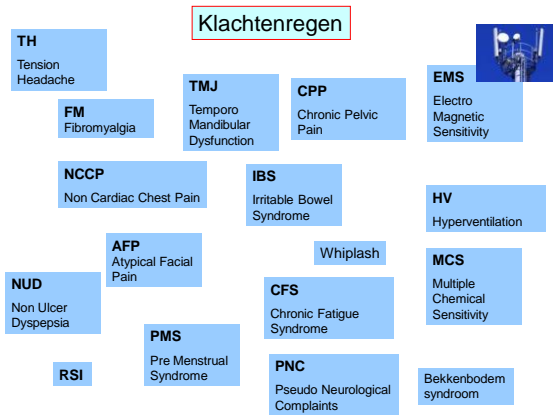 Klachtenregen
TH
Tension
Headache
FM
Fibromyalgia
TMJ
Temporo
Mandibular
Dysfunction
CPP
Chronic Pelvic
Pain
EMS
Electro
Magnetic
Sensitivity
NCCP
Non Cardiac Chest Pain
IBS
Irritable Bowel
Syndrome
HV
Hyperventilation
AFP
Atypical Facial
Pain
Whiplash
MCS
Multiple
Chemical
Sensitivity
NUD
Non Ulcer
Dyspepsia
CFS
Chronic Fatigue
Syndrome
PMS
Pre Menstrual
Syndrome
RSI
PNC
Pseudo Neurological
Complaints
Bekkenbodem
syndroom